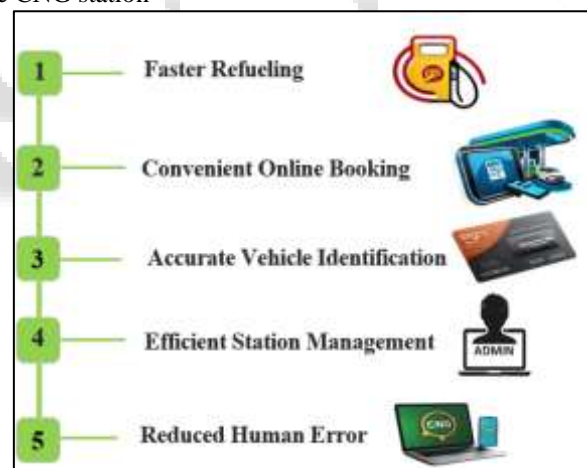 CNG station
1 Faster Refueling
2 Convenient Online Booking
3 Accurate Vehicle Identification
4 Efficient Station Management
ADMIN
5 Reduced Human Error
CNG